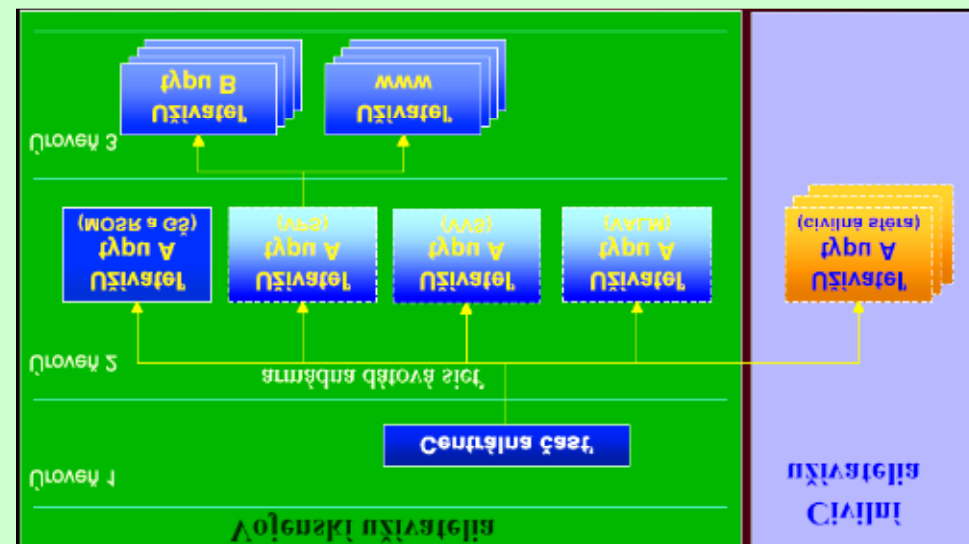 Vojenskí užívatelia
Civilní
užívatelia
Úroveň 1
Centrálna časť
armádna dátová sieť
Úroveň 2
Užívateľ
typu A
(MOSR a GŠ)
Užívateľ
typu A
(VPS)
Užívateľ
typu A
(VVS)
Užívateľ
typu A
(VALM)
Užívateľ
typu A
(civilná sféra)
Úroveň 3
Užívateľ
typu B
Užívateľ
www